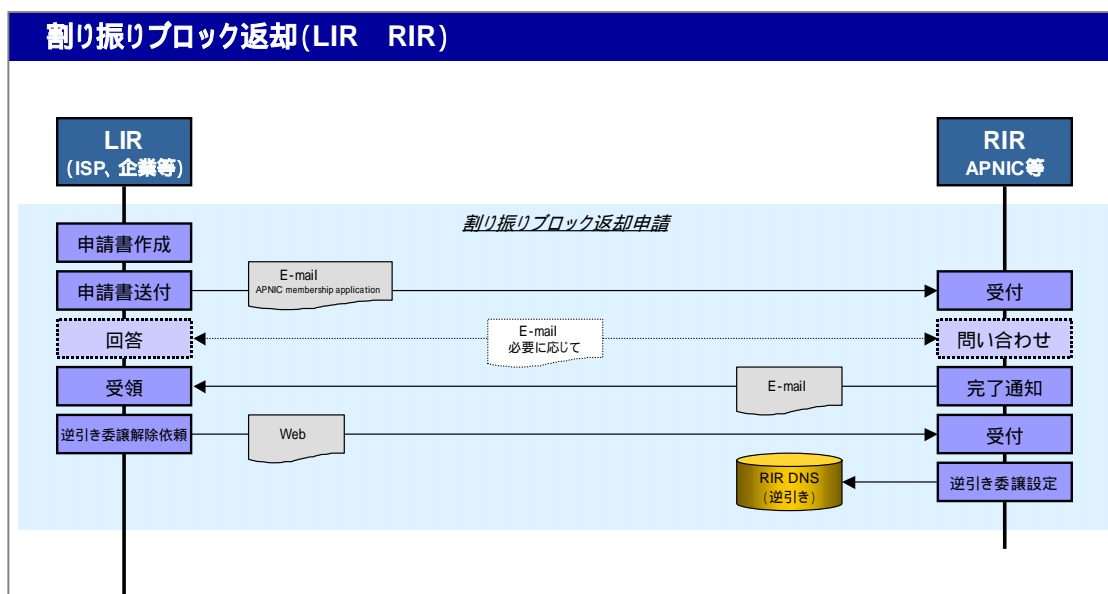 割り振りブロック返却(LIR　RIR)
LIR
(ISP、企業等)
RIR
APNIC等
割り振りブロック返却申請
申請書作成
申請書送付
E-mail
APNIC membership application
受付
回答
E-mail
必要に応じて
問い合わせ
受領
E-mail
完了通知
逆引き委譲解除依頼
Web
受付
RIR DNS
(逆引き)
逆引き委譲設定